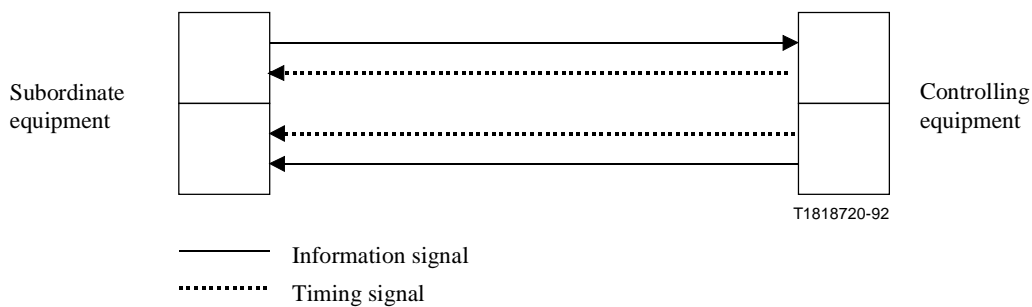 Subordinate
equipment
Controlling
equipment
T1818720-92
Information signal
Timing signal